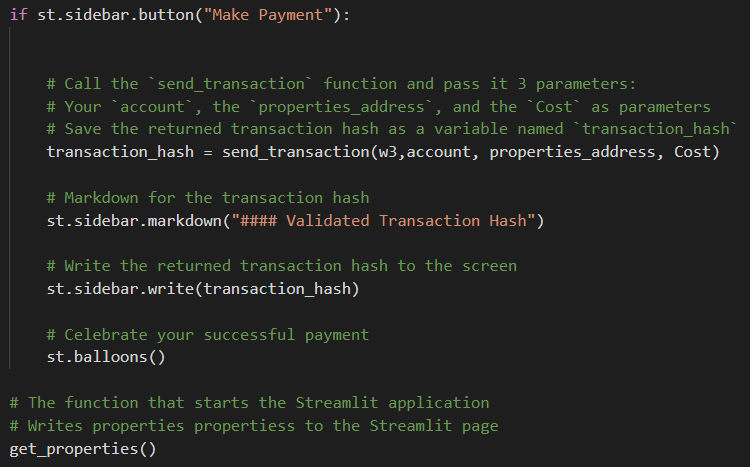 if st.sidebar.button("Make Payment"):
# Call the `send_transaction` function and pass it 3 parameters:
# Your `account`, the `properties_address`, and the `Cost` as parameters
# Save the returned transaction hash as a variable named `transaction_hash`
transaction_hash = send_transaction(w3,account, properties_address, Cost)
# Markdown for the transaction hash
st.sidebar.markdown("#### Validated Transaction Hash")
# Write the returned transaction hash to the screen
st.sidebar.write(transaction_hash)
# Celebrate your successful payment
st.balloons()
# The function that starts the Streamlit application
# Writes properties propertiess to the Streamlit page
get_properties()